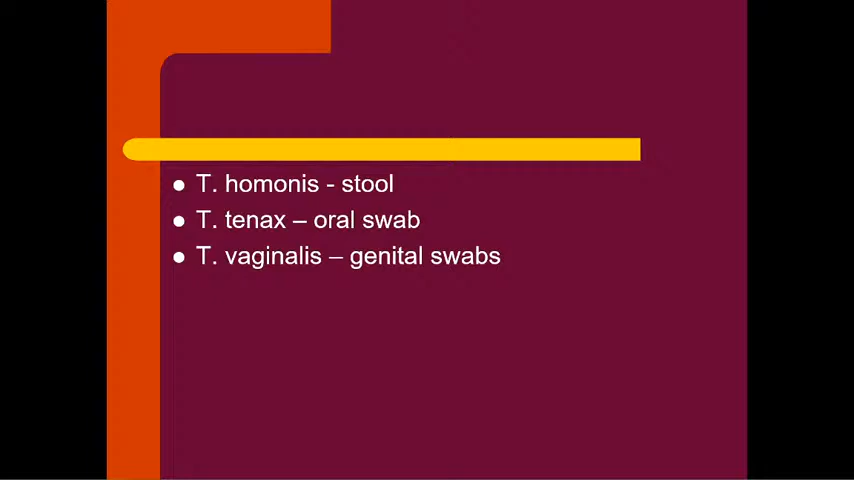 ● T. homonis - stool
● T. tenax – oral swab
● T. vaginalis – genital swabs